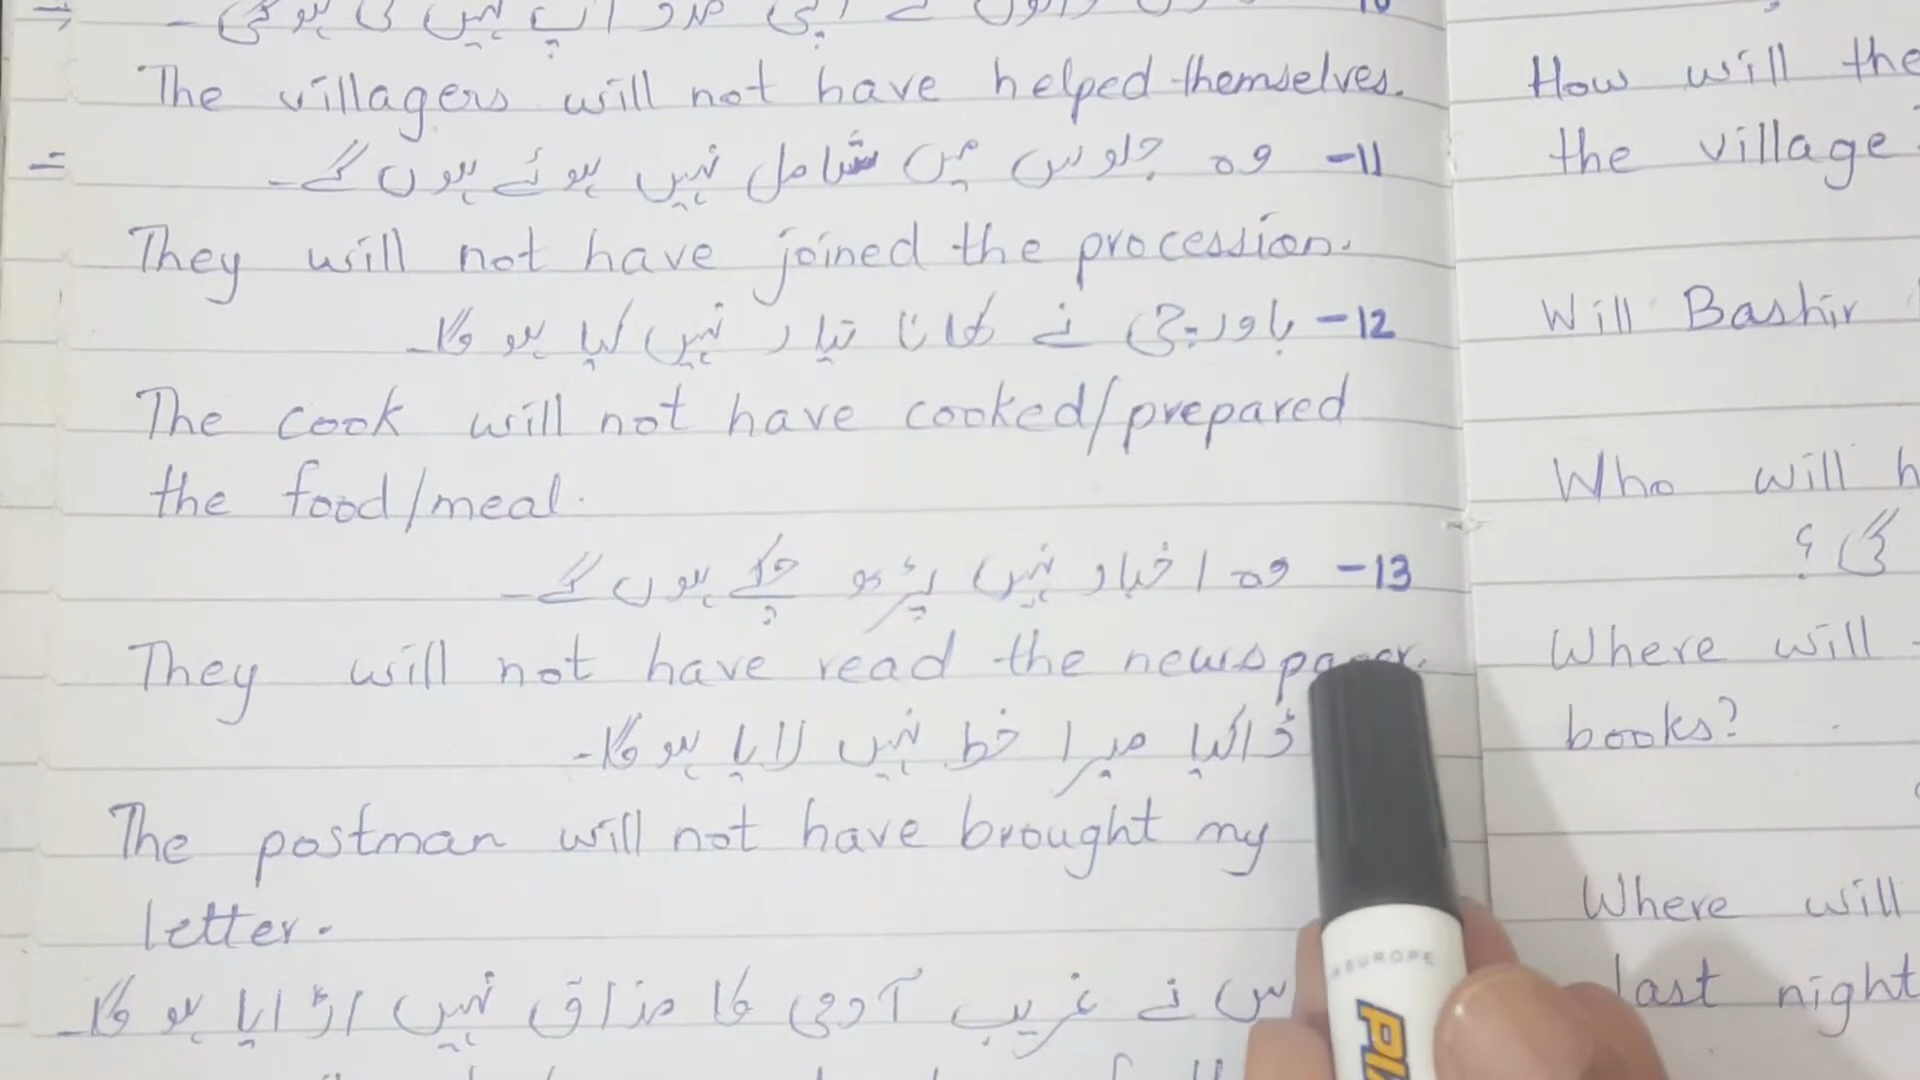 The villagers will not have helped themselves.
11- وہ جلوس میں شامل نہیں ہوئے ہوں گے۔
They will not have joined the procession.
12- باورچی نے کھانا تیار نہیں کیا ہو گا۔
The cook will not have cooked/prepared
the food/meal.
13- وہ اخبار نہیں پڑھ چکے ہوں گے۔
They will not have read the newspaper.
ڈاکیا میرا خط نہیں لایا ہو گا۔
The postman will not have brought my
letter.
نے غریب آدمی کا مذاق نہیں اڑایا ہو گا۔
How will the
the village
Will Bashir
Who will h
گی؟
Where will
books?
Where will
last night
EUROPE